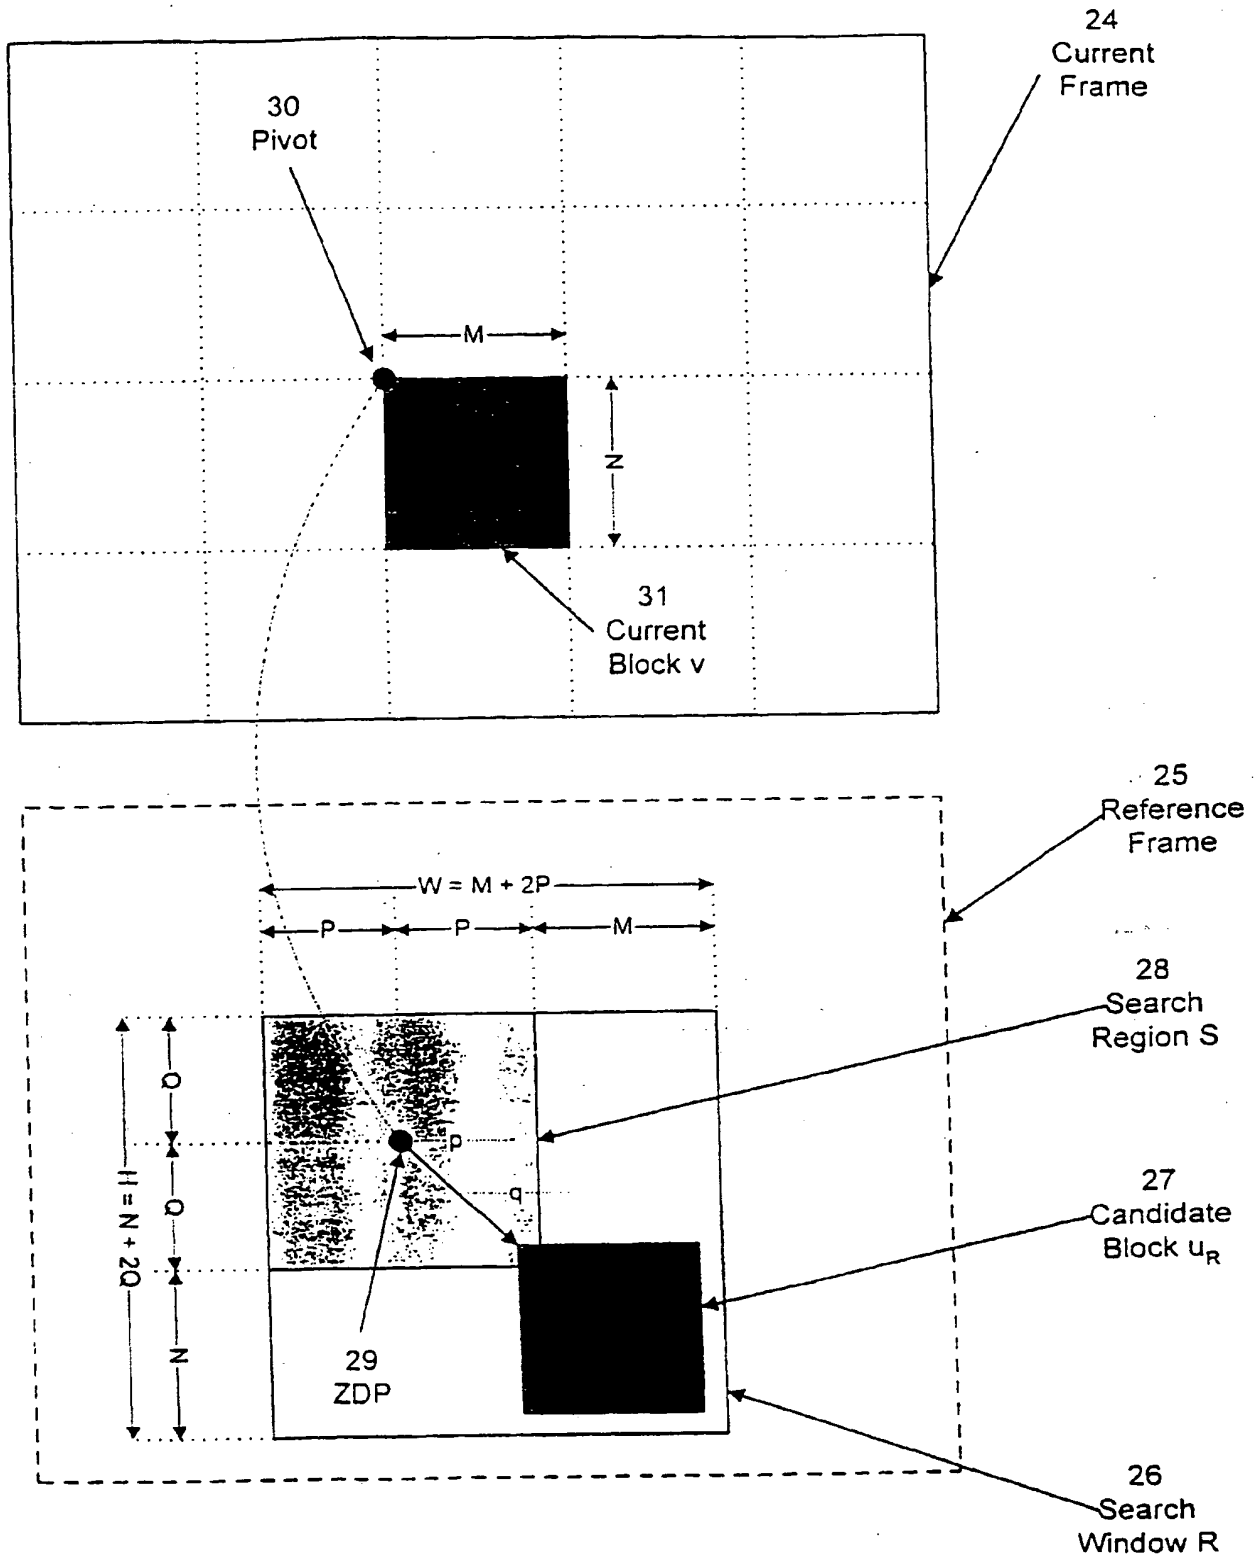 24
Current
Frame
30
Pivot
M
N
31
Current
Block v
25
Reference
Frame
W = M + 2P
P
P
M
28
Search
Region S
Q
p
H = N + 2Q
Q
q
27
Candidate
Block uR
N
29
ZDP
26
Search
Window R